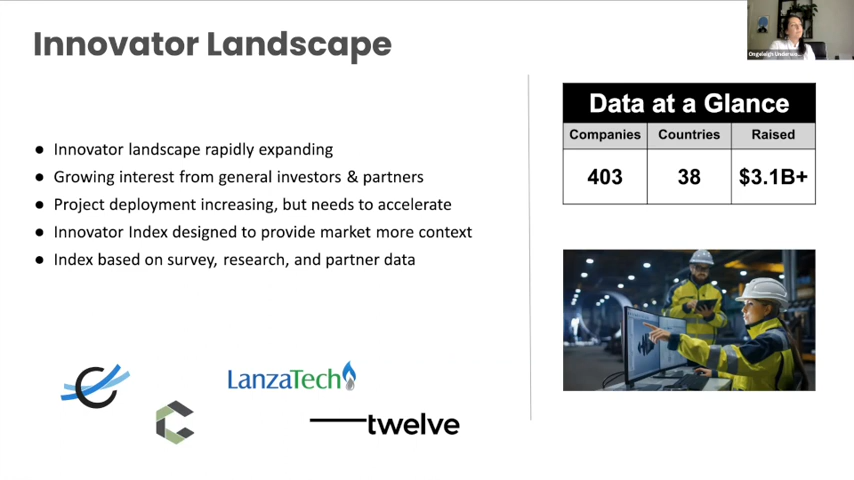 Innovator Landscape
● Innovator landscape rapidly expanding
● Growing interest from general investors & partners
● Project deployment increasing, but needs to accelerate
● Innovator Index designed to provide market more context
● Index based on survey, research, and partner data
LanzaTech
twelve
Data at a Glance
Companies Countries Raised
403 38 $3.1B+